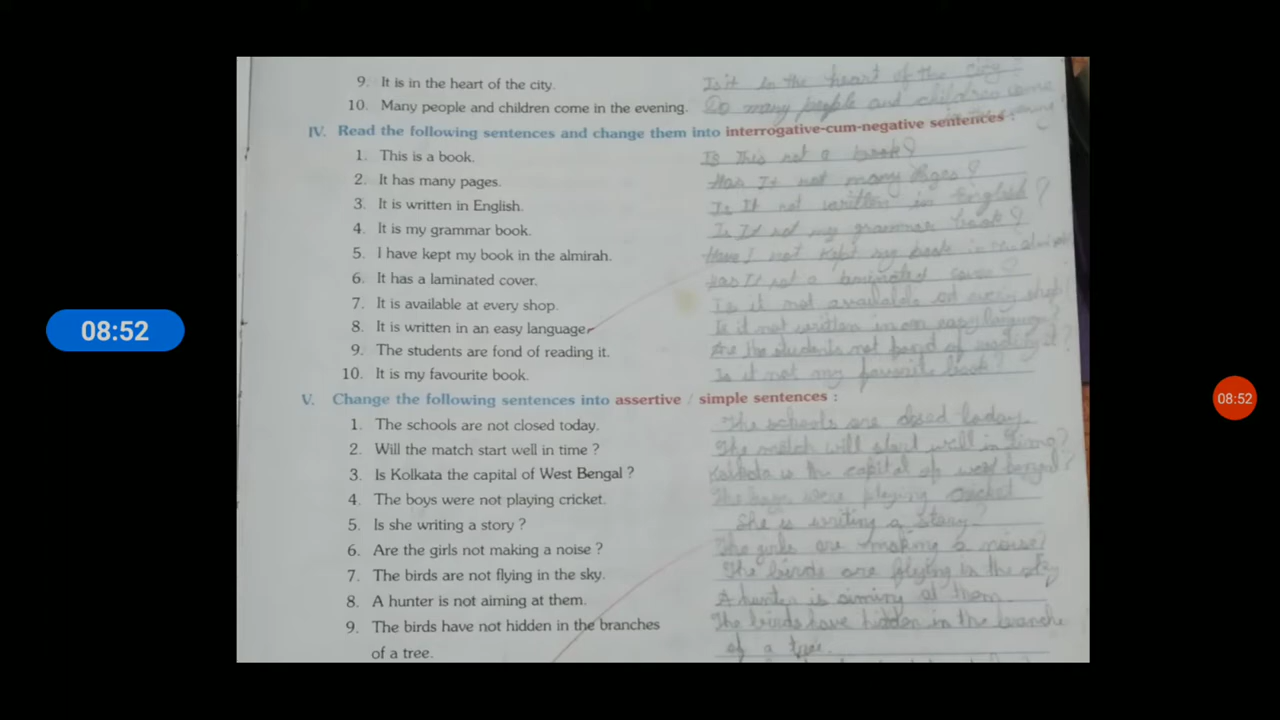 9. It is in the heart of the city. Is it in the heart of the city?
10. Many people and children come in the evening. Do many people and children come
evening?
IV. Read the following sentences and change them into interrogative-cum-negative sentences :
1. This is a book. Is This not a book?
2. It has many pages. Has It not many Pages?
3. It is written in English. Is It not written in English?
4. It is my grammar book. Is It not my grammar book?
5. I have kept my book in the almirah. Have I not kept my book in the almirah
6. It has a laminated cover. Has It not a laminated cover?
7. It is available at every shop. Is it not available at every shop?
8. It is written in an easy language. Is it not written in an easy language?
9. The students are fond of reading it. Are the students not fond of reading it?
10. It is my favourite book. Is it not my favourite book?
V. Change the following sentences into assertive / simple sentences :
1. The schools are not closed today. The schools are closed today.
08:52
08:52
2. Will the match start well in time ? The match will start well in time?
3. Is Kolkata the capital of West Bengal ? Kolkata is the capital of west bengal?
4. The boys were not playing cricket. The boys were playing cricket
5. Is she writing a story ? She is writing a story?
6. Are the girls not making a noise ? The girls are making a noise?
7. The birds are not flying in the sky. The birds are flying in the sky
8. A hunter is not aiming at them. A hunter is aiming at them.
9. The birds have not hidden in the branches The birds have hidden in the branche
of a tree. of a tree.